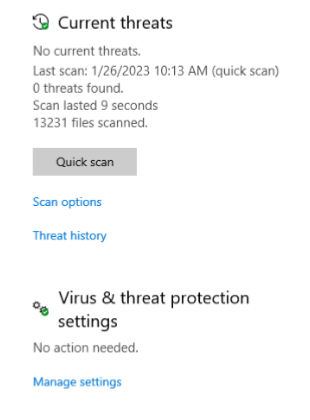 Current threats
No current threats.
Last scan: 1/26/2023 10:13 AM (quick scan)
0 threats found.
Scan lasted 9 seconds
13231 files scanned.
Quick scan
Scan options
Threat history
Virus & threat protection
settings
No action needed.
Manage settings